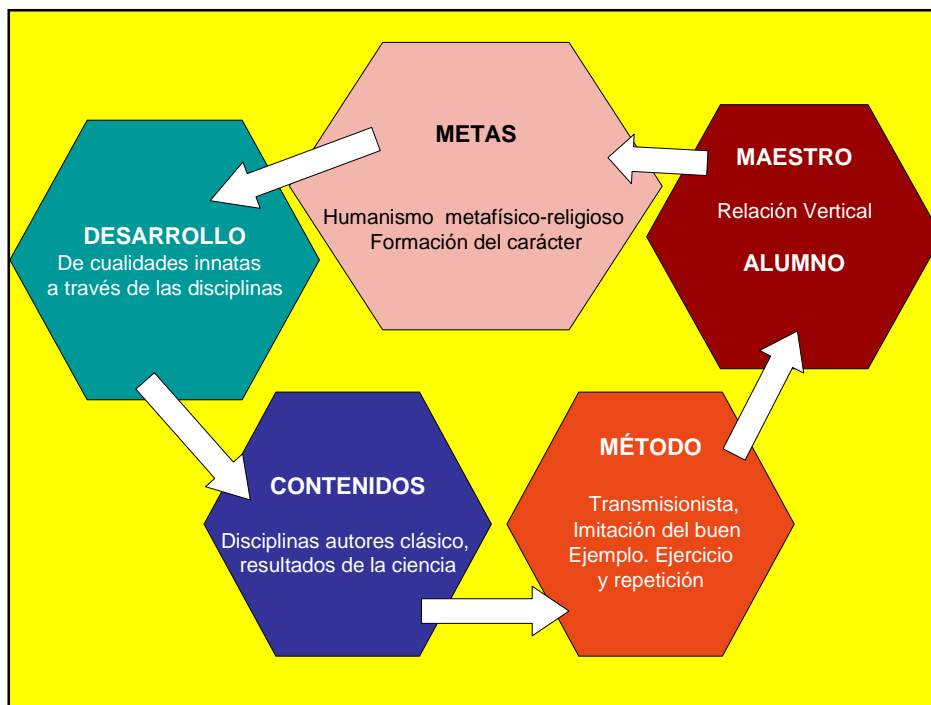 METAS
Humanismo metafísico-religioso
Formación del carácter
MAESTRO
Relación Vertical
ALUMNO
DESARROLLO
De cualidades innatas
a través de las disciplinas
CONTENIDOS
Disciplinas autores clásico,
resultados de la ciencia
MÉTODO
Transmisionista,
Imitación del buen
Ejemplo. Ejercicio
y repetición